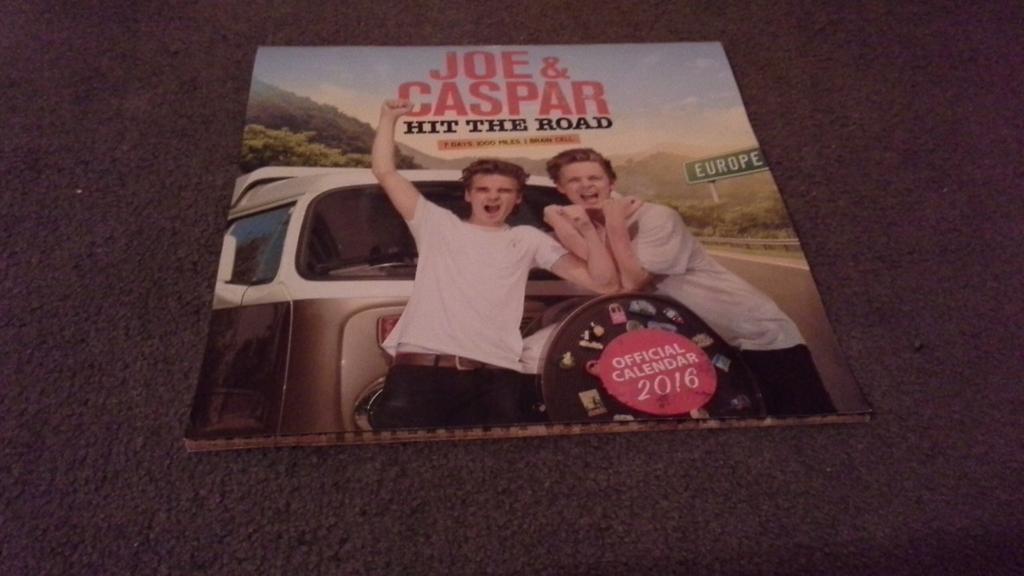 JOE &
CASPAR
HIT THE ROAD
7 DAYS 1000 MILES 1 BRAIN CELL
EUROPE
OFFICIAL
CALENDAR
2016